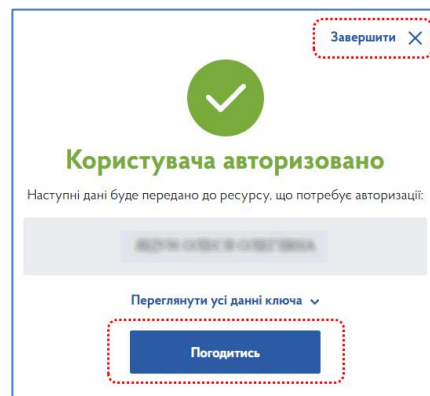 Завершити
Користувача авторизовано
Наступні дані буде передано до ресурсу, що потребує авторизації:
Переглянути усі данні ключа
Погодитись